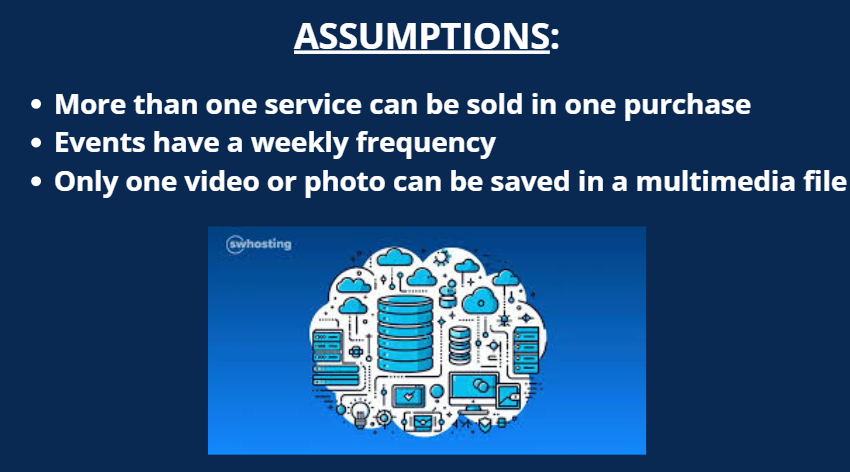 ASSUMPTIONS:
More than one service can be sold in one purchase
Events have a weekly frequency
Only one video or photo can be saved in a multimedia file
swhosting